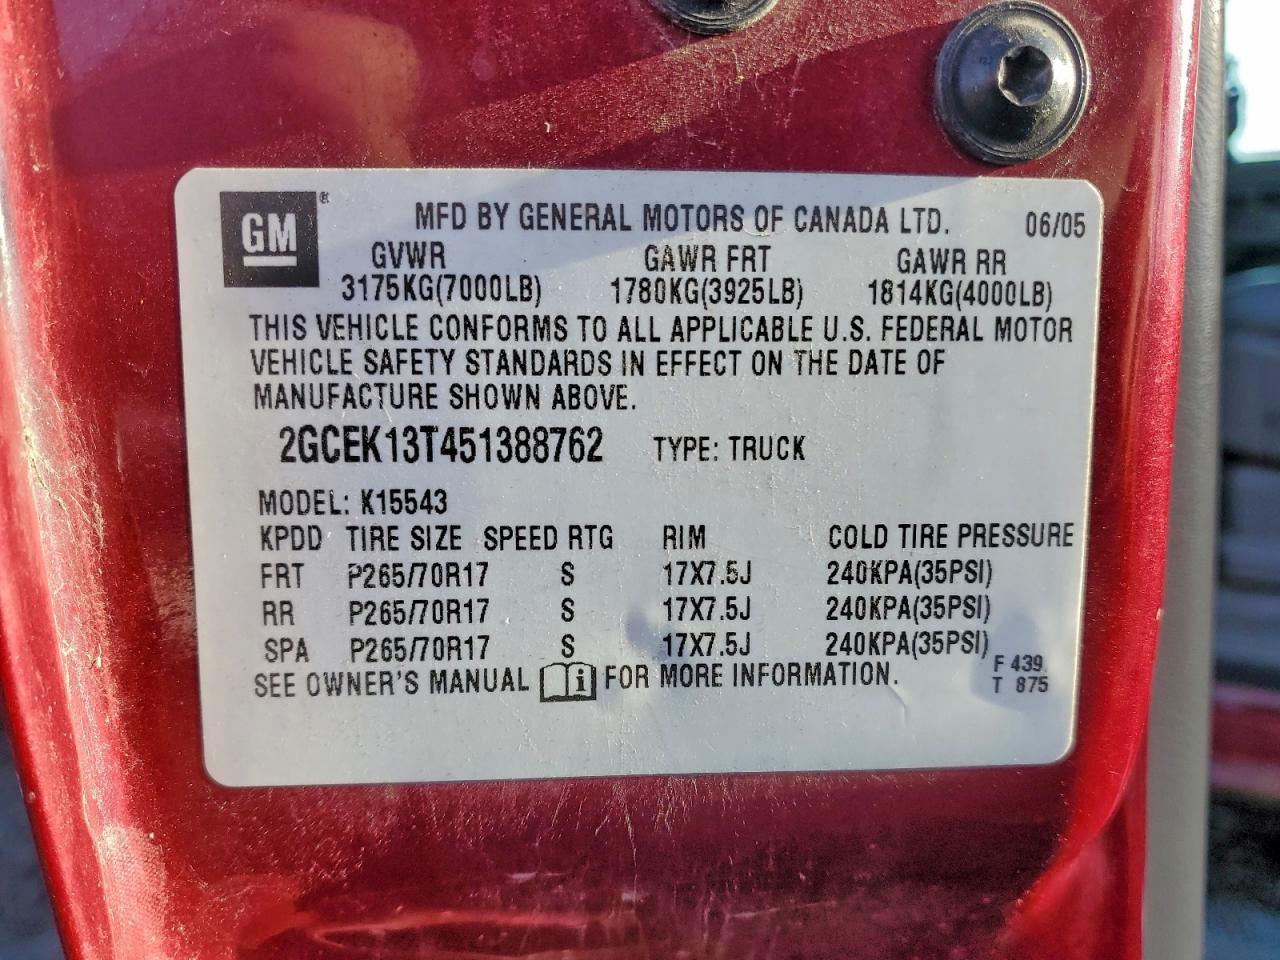 GM®
MFD BY GENERAL MOTORS OF CANADA LTD. 06/05
GVWR GAWR FRT GAWR RR
3175KG(7000LB) 1780KG(3925LB) 1814KG(4000LB)
THIS VEHICLE CONFORMS TO ALL APPLICABLE U.S. FEDERAL MOTOR
VEHICLE SAFETY STANDARDS IN EFFECT ON THE DATE OF
MANUFACTURE SHOWN ABOVE.
2GCEK13T451388762 TYPE: TRUCK
MODEL: K15543
KPDD TIRE SIZE SPEED RTG RIM COLD TIRE PRESSURE
FRT P265/70R17 S 17X7.5J 240KPA(35PSI)
RR P265/70R17 S 17X7.5J 240KPA(35PSI)
SPA P265/70R17 S 17X7.5J 240KPA(35PSI)
SEE OWNER'S MANUAL i FOR MORE INFORMATION.
F 439
T 875